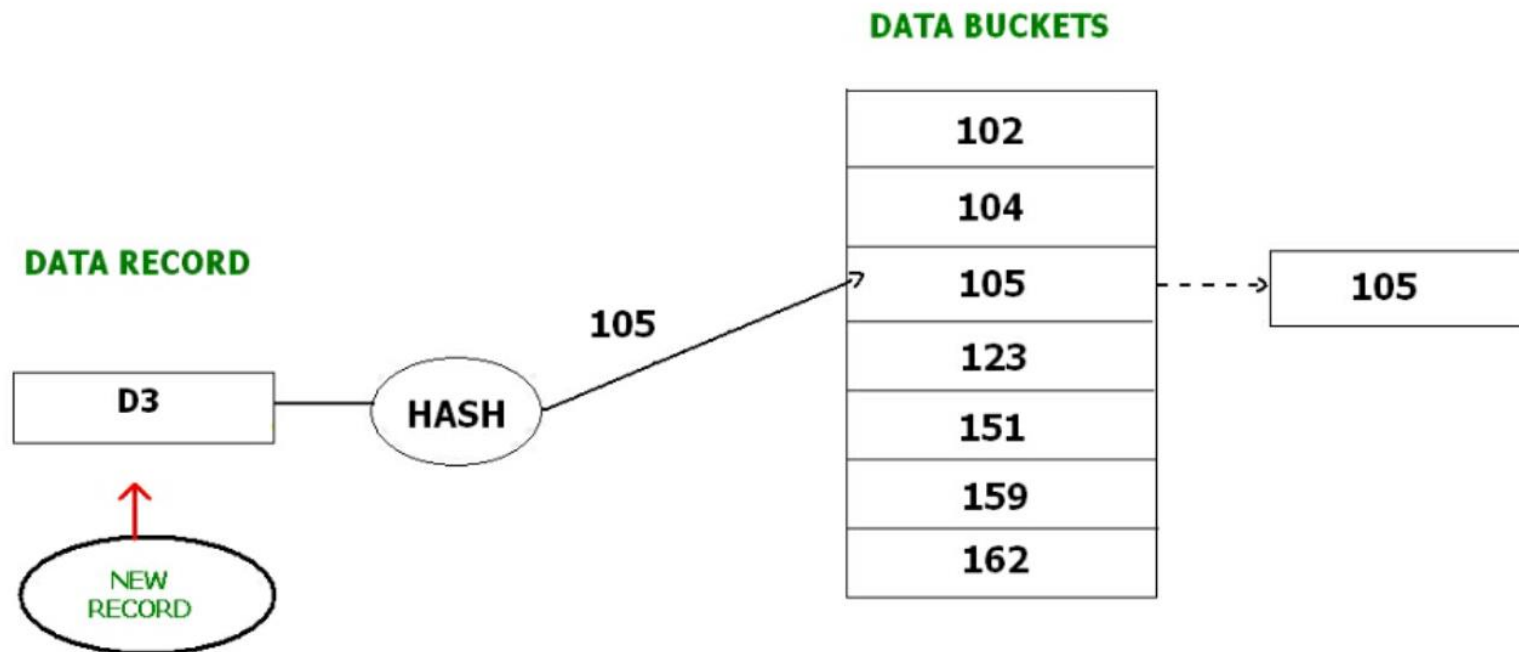 DATA BUCKETS
102
104
DATA RECORD
105
105
105
123
D3
HASH
151
159
162
NEW
RECORD